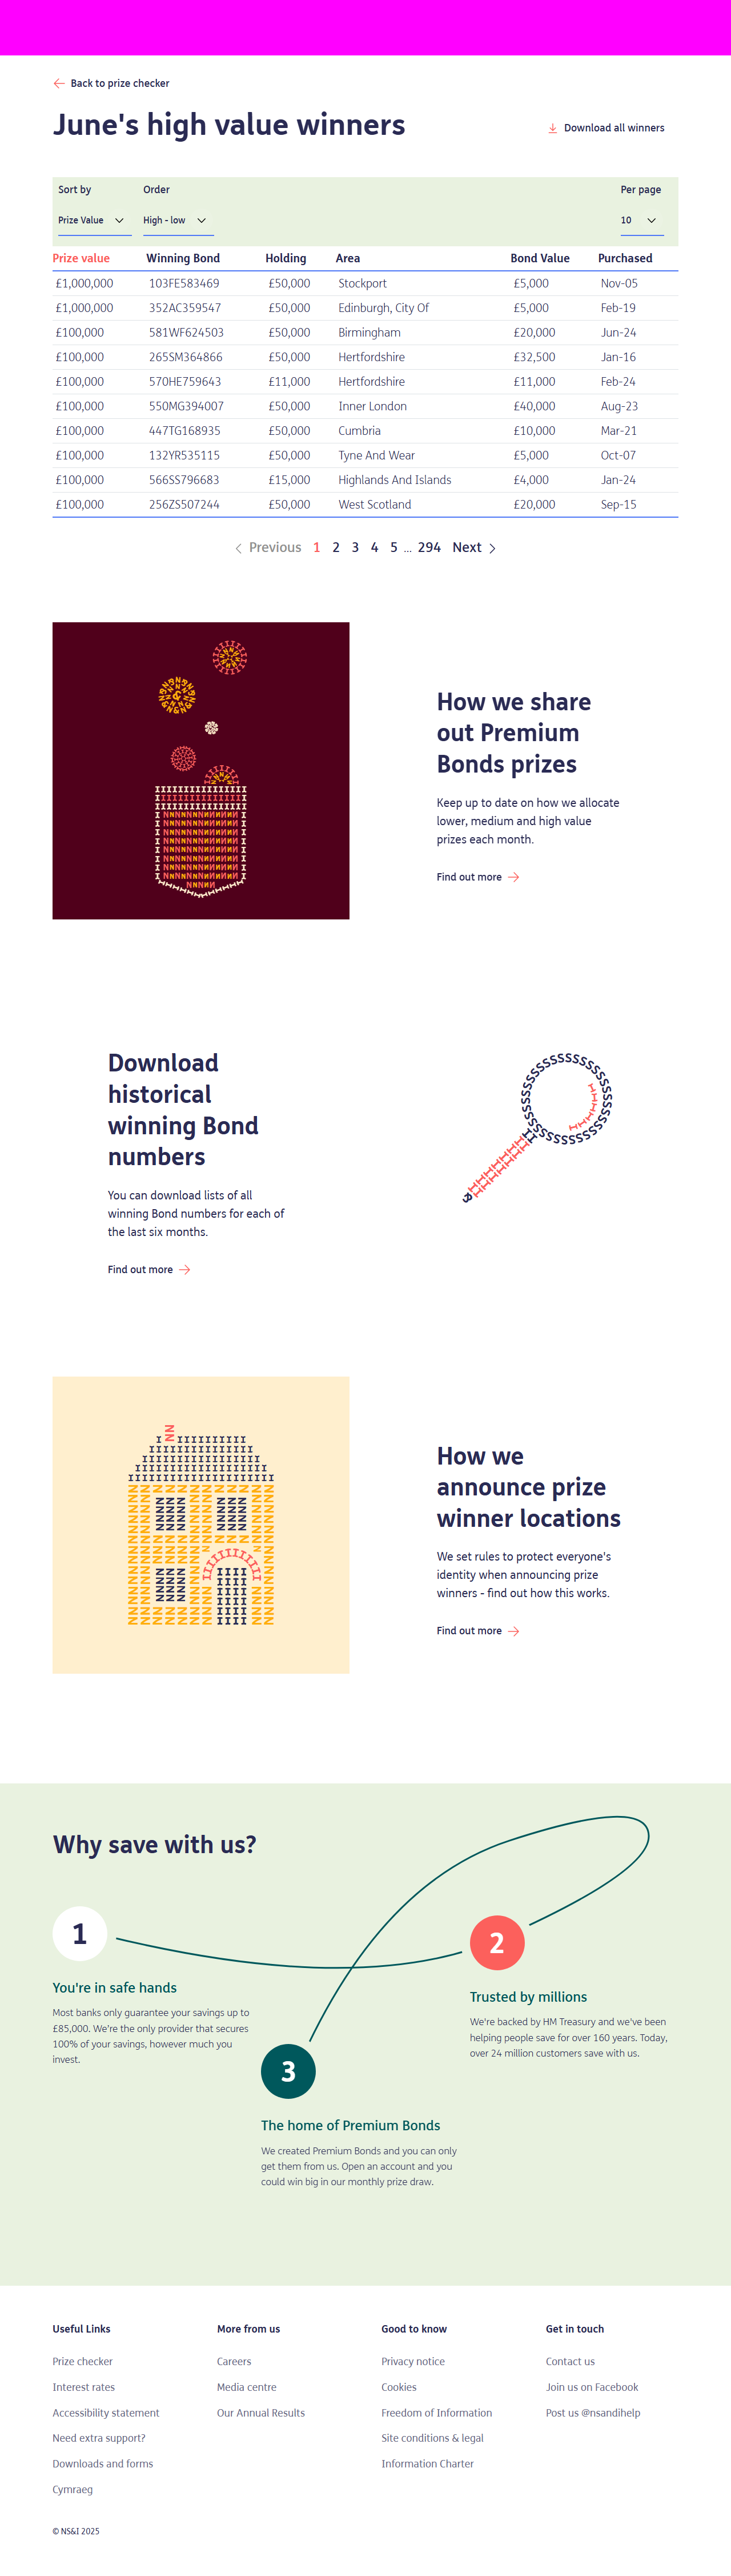 Back to prize checker
June's high value winners
Download all winners
Sort by Order Per page
Prize Value High - low 10
Prize value Winning Bond Holding Area Bond Value Purchased
£1,000,000 103FE583469 £50,000 Stockport £5,000 Nov-05
£1,000,000 352AC359547 £50,000 Edinburgh, City Of £5,000 Feb-19
£100,000 581WF624503 £50,000 Birmingham £20,000 Jun-24
£100,000 265SM364866 £50,000 Hertfordshire £32,500 Jan-16
£100,000 570HE759643 £11,000 Hertfordshire £11,000 Feb-24
£100,000 550MG394007 £50,000 Inner London £40,000 Aug-23
£100,000 447TG168935 £50,000 Cumbria £10,000 Mar-21
£100,000 132YR535115 £50,000 Tyne And Wear £5,000 Oct-07
£100,000 566SS796683 £15,000 Highlands And Islands £4,000 Jan-24
£100,000 256ZS507244 £50,000 West Scotland £20,000 Sep-15
Previous 1 2 3 4 5 ... 294 Next
How we share
out Premium
Bonds prizes
Keep up to date on how we allocate
lower, medium and high value
prizes each month.
Find out more
Download
historical
winning Bond
numbers
You can download lists of all
winning Bond numbers for each of
the last six months.
Find out more
How we
announce prize
winner locations
We set rules to protect everyone's
identity when announcing prize
winners - find out how this works.
Find out more
Why save with us?
1
You're in safe hands
Most banks only guarantee your savings up to
£85,000. We're the only provider that secures
100% of your savings, however much you
invest.
2
Trusted by millions
We're backed by HM Treasury and we've been
helping people save for over 160 years. Today,
over 24 million customers save with us.
3
The home of Premium Bonds
We created Premium Bonds and you can only
get them from us. Open an account and you
could win big in our monthly prize draw.
Useful Links
Prize checker
Interest rates
Accessibility statement
Need extra support?
Downloads and forms
Cymraeg
More from us
Careers
Media centre
Our Annual Results
Good to know
Privacy notice
Cookies
Freedom of Information
Site conditions & legal
Information Charter
Get in touch
Contact us
Join us on Facebook
Post us @nsandihelp
© NS&I 2025